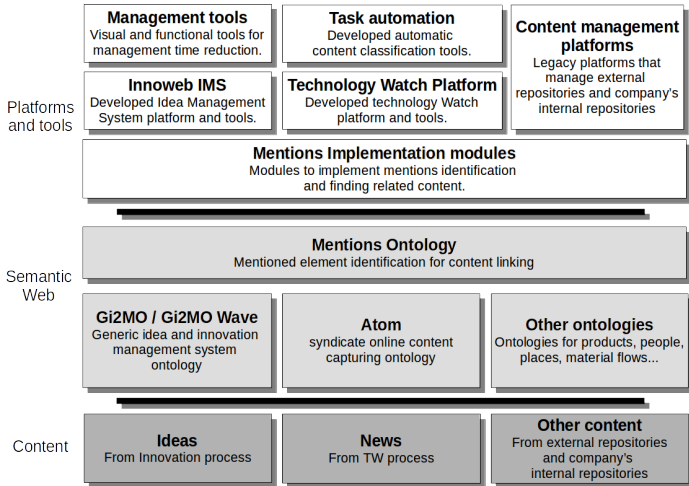 Management tools
Visual and functional tools for
management time reduction.
Task automation
Developed automatic
content classification tools.
Content management
platforms
Legacy platforms that
manage external
repositories and company's
internal repositories
Innoweb IMS
Developed Idea Management
System platform and tools.
Technology Watch Platform
Developed technology Watch
platform and tools.
Platforms
and tools
Mentions Implementation modules
Modules to implement mentions identification
and finding related content.
Mentions Ontology
Mentioned element identification for content linking
Semantic
Web
Gi2MO / Gi2MO Wave
Generic idea and innovation
management system
ontology
Atom
syndicate online content
capturing ontology
Other ontologies
Ontologies for products, people,
places, material flows...
Content
Ideas
From Innovation process
News
From TW process
Other content
From external repositories
and company's
internal repositories